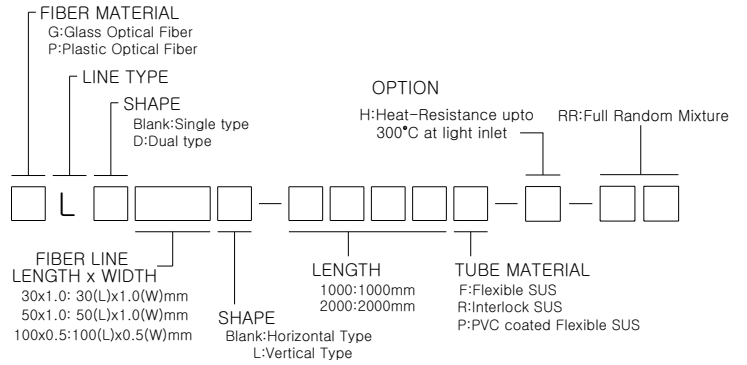 FIBER MATERIAL
G:Glass Optical Fiber
P:Plastic Optical Fiber
LINE TYPE
SHAPE
Blank:Single type
D:Dual type
OPTION
H:Heat-Resistance upto
300°C at light inlet
RR:Full Random Mixture
L
FIBER LINE
LENGTH x WIDTH
30x1.0: 30(L)x1.0(W)mm
50x1.0: 50(L)x1.0(W)mm
100x0.5:100(L)x0.5(W)mm
SHAPE
Blank:Horizontal Type
L:Vertical Type
LENGTH
1000:1000mm
2000:2000mm
TUBE MATERIAL
F:Flexible SUS
R:Interlock SUS
P:PVC coated Flexible SUS